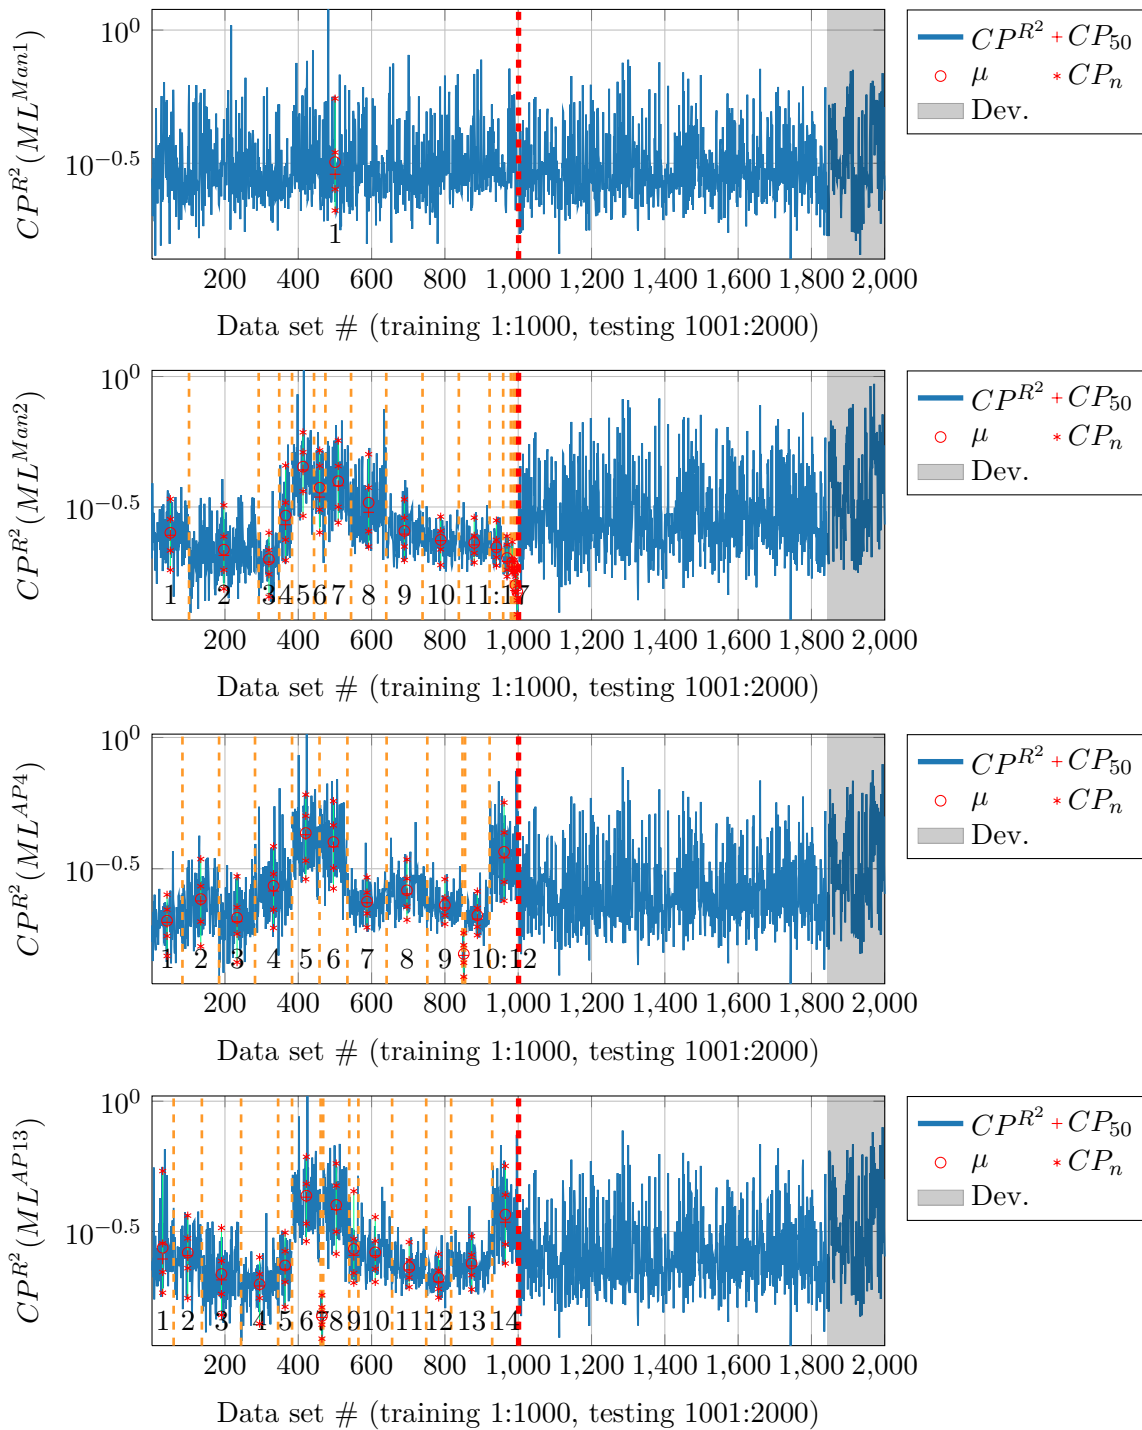 10^0
10^{-0.5}
CP^{R^2}(ML^{Man1})
1
200 400 600 800 1,000 1,200 1,400 1,600 1,800 2,000
Data set # (training 1:1000, testing 1001:2000)
CP^{R^2} + CP_{50}
μ * CP_n
Dev.
10^0
10^{-0.5}
CP^{R^2}(ML^{Man2})
1 2 3 4 5 6 7 8 9 10 11:17
200 400 600 800 1,000 1,200 1,400 1,600 1,800 2,000
Data set # (training 1:1000, testing 1001:2000)
CP^{R^2} + CP_{50}
μ * CP_n
Dev.
10^0
10^{-0.5}
CP^{R^2}(ML^{AP4})
1 2 3 4 5 6 7 8 9 10:12
200 400 600 800 1,000 1,200 1,400 1,600 1,800 2,000
Data set # (training 1:1000, testing 1001:2000)
CP^{R^2} + CP_{50}
μ * CP_n
Dev.
10^0
10^{-0.5}
CP^{R^2}(ML^{AP13})
1 2 3 4 5 6 7 8 9 10 11 12 13 14
200 400 600 800 1,000 1,200 1,400 1,600 1,800 2,000
Data set # (training 1:1000, testing 1001:2000)
CP^{R^2} + CP_{50}
μ * CP_n
Dev.